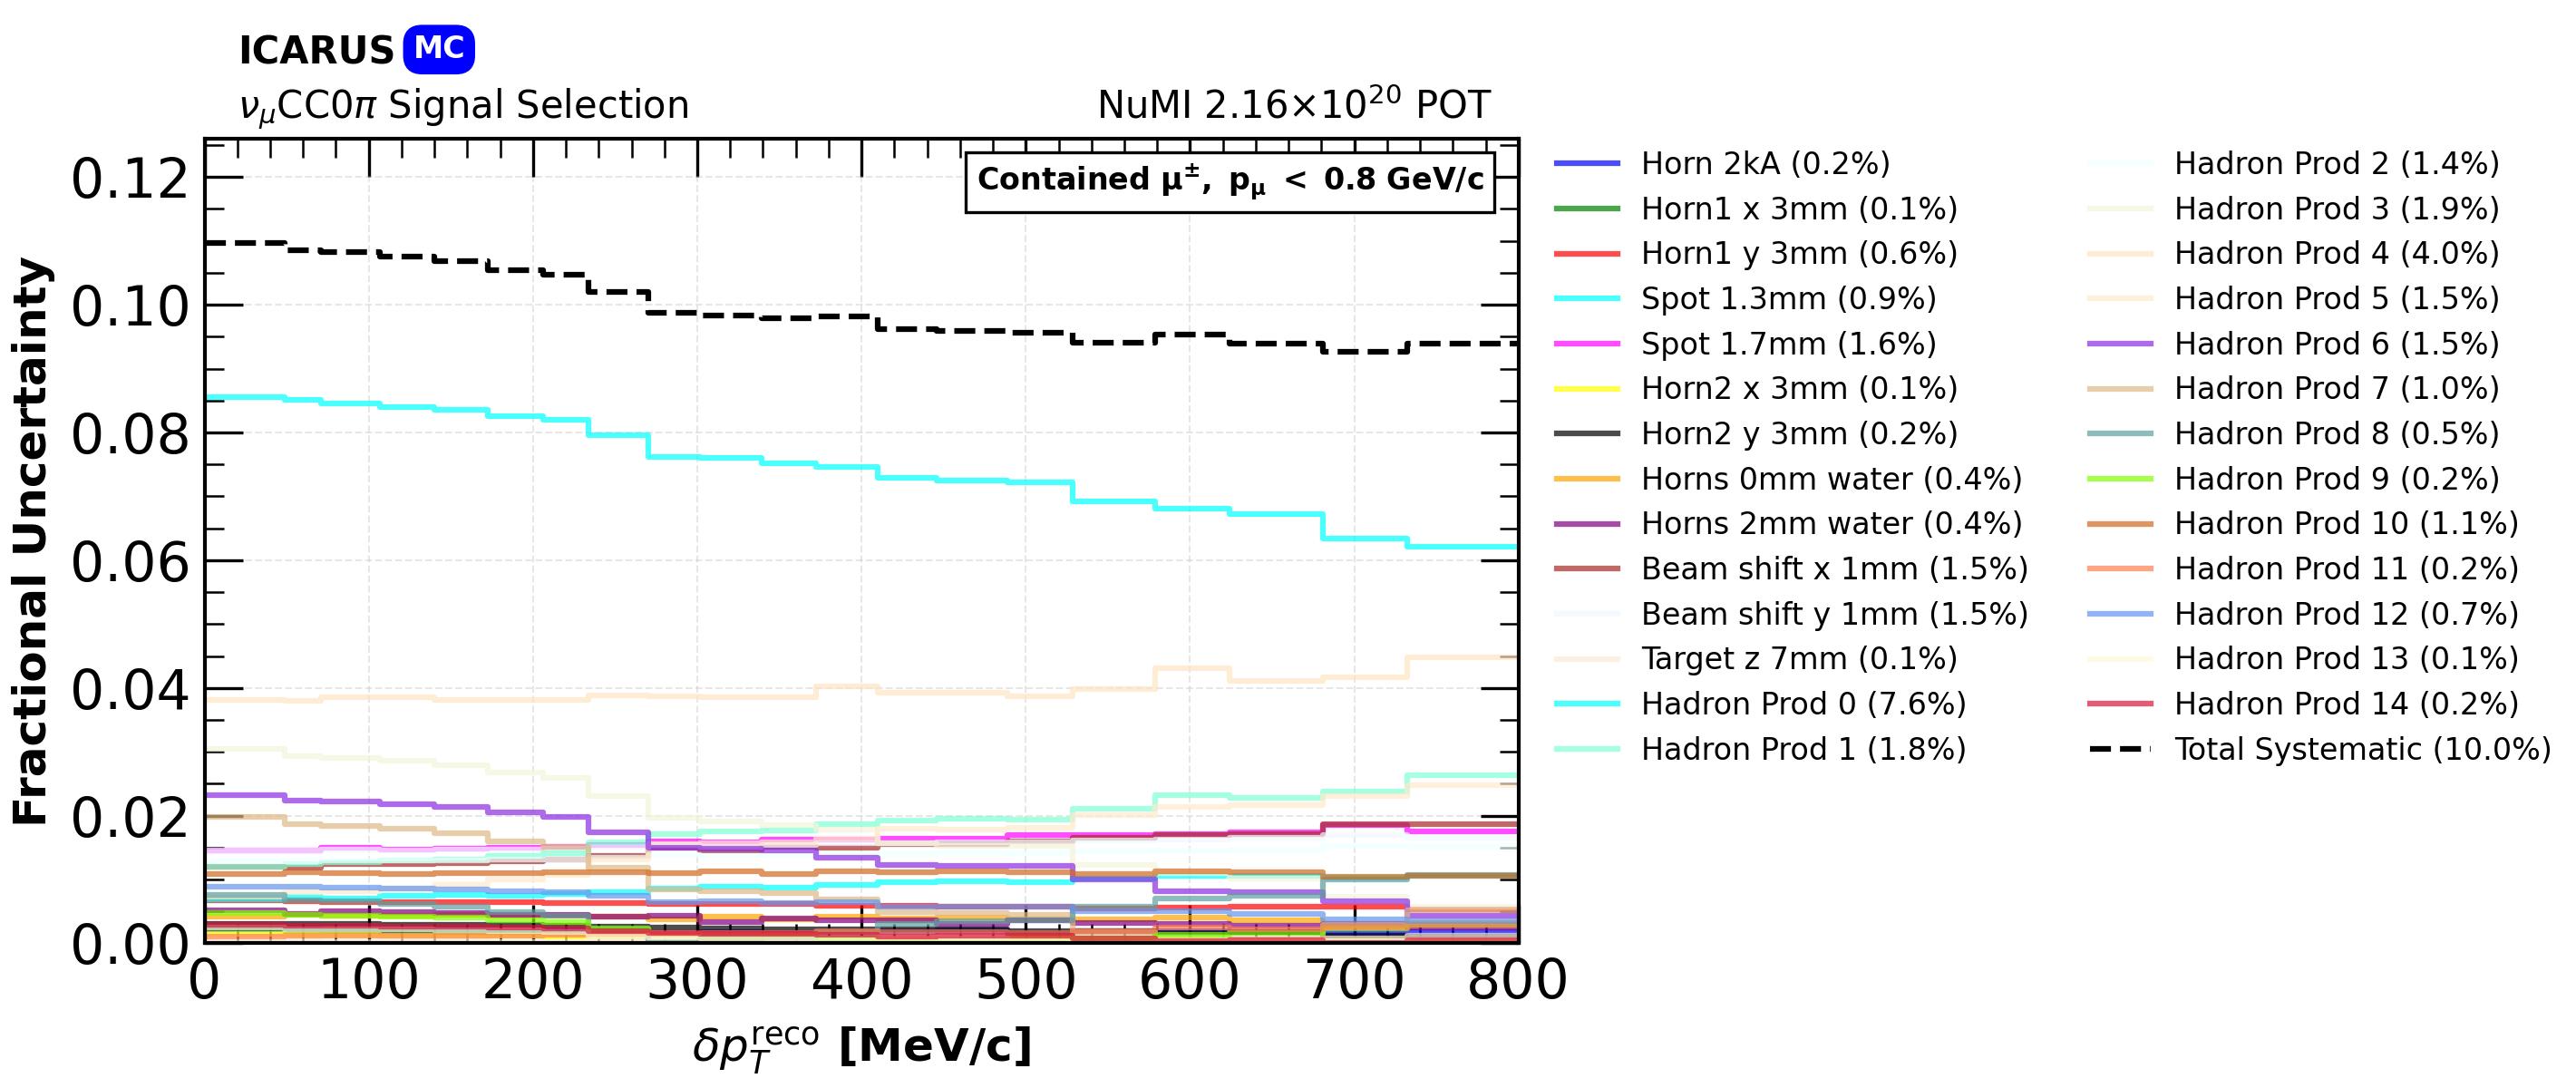 ICARUS MC
νμCC0π Signal Selection
NuMI 2.16×10²⁰ POT
Contained μ±, pμ < 0.8 GeV/c
Fractional Uncertainty
0.12
0.10
0.08
0.06
0.04
0.02
0.00
0 100 200 300 400 500 600 700 800
δp_T^reco [MeV/c]
Horn 2kA (0.2%)
Horn1 x 3mm (0.1%)
Horn1 y 3mm (0.6%)
Spot 1.3mm (0.9%)
Spot 1.7mm (1.6%)
Horn2 x 3mm (0.1%)
Horn2 y 3mm (0.2%)
Horns 0mm water (0.4%)
Horns 2mm water (0.4%)
Beam shift x 1mm (1.5%)
Beam shift y 1mm (1.5%)
Target z 7mm (0.1%)
Hadron Prod 0 (7.6%)
Hadron Prod 1 (1.8%)
Hadron Prod 2 (1.4%)
Hadron Prod 3 (1.9%)
Hadron Prod 4 (4.0%)
Hadron Prod 5 (1.5%)
Hadron Prod 6 (1.5%)
Hadron Prod 7 (1.0%)
Hadron Prod 8 (0.5%)
Hadron Prod 9 (0.2%)
Hadron Prod 10 (1.1%)
Hadron Prod 11 (0.2%)
Hadron Prod 12 (0.7%)
Hadron Prod 13 (0.1%)
Hadron Prod 14 (0.2%)
Total Systematic (10.0%)